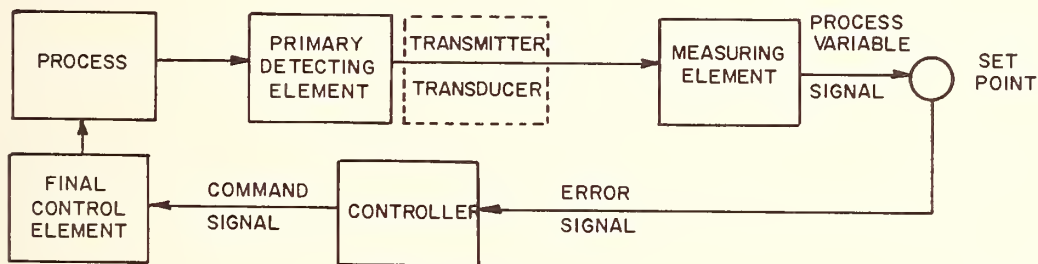 PROCESS
PRIMARY
DETECTING
ELEMENT
TRANSMITTER
TRANSDUCER
MEASURING
ELEMENT
PROCESS
VARIABLE
SIGNAL
SET
POINT
FINAL
CONTROL
ELEMENT
COMMAND
SIGNAL
CONTROLLER
ERROR
SIGNAL